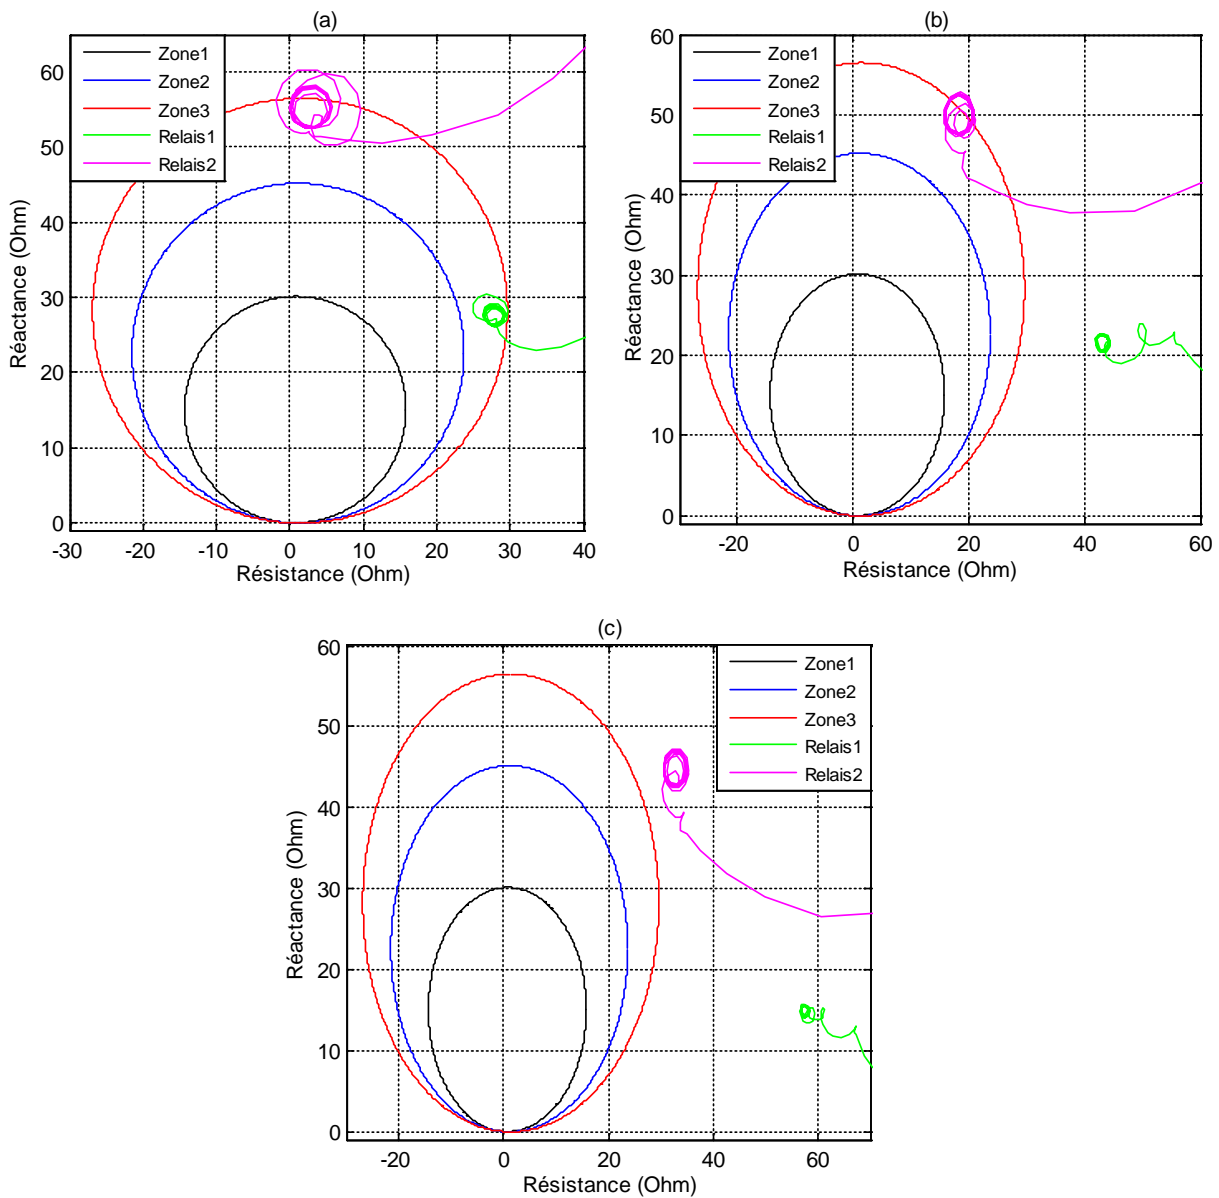 (a)
Zone1
Zone2
Zone3
Relais1
Relais2
60
50
40
30
20
10
0
-30
-20
-10
0
10
20
30
40
Résistance (Ohm)
Réactance (Ohm)
(b)
Zone1
Zone2
Zone3
Relais1
Relais2
60
50
40
30
20
10
0
-20
0
20
40
60
Résistance (Ohm)
Réactance (Ohm)
(c)
Zone1
Zone2
Zone3
Relais1
Relais2
60
50
40
30
20
10
0
-20
0
20
40
60
Résistance (Ohm)
Réactance (Ohm)